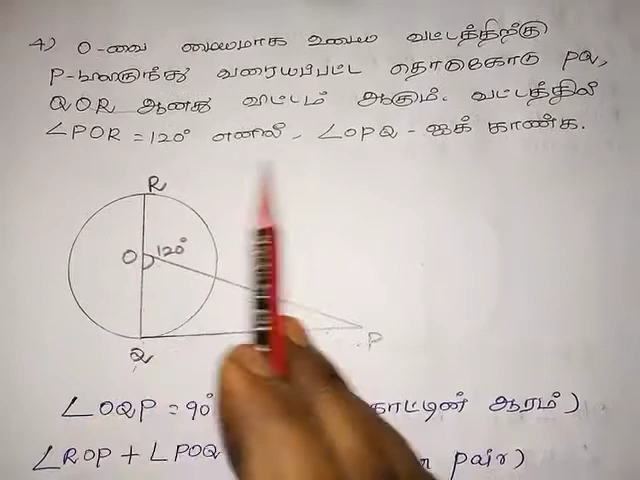 4) O-வை மையமாக உடைய வட்டத்திற்கு
P-லிருந்து வரையப்பட்ட தொடுகோடு PQ,
QOR ஆனது விட்டம் ஆகும். வட்டத்தில்
∠POR = 120° எனில், ∠OPQ - ஐக் காண்க.
R
O 120°
Q
P
∠OQP = 90° ஆரம்)
∠ROP + ∠POQ pair)